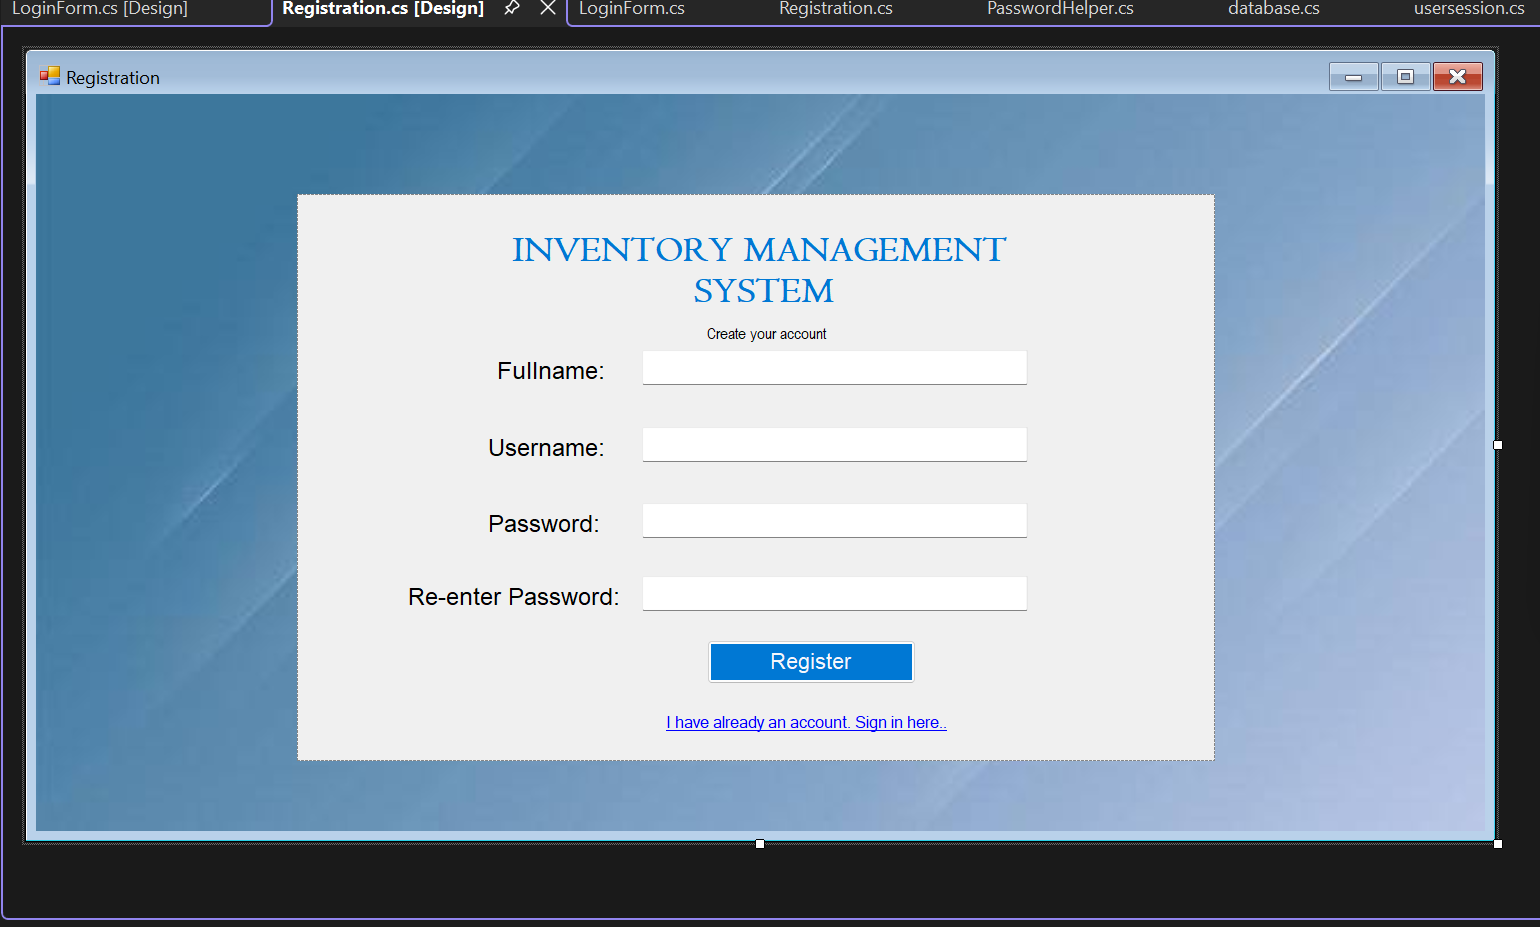 LoginForm.cs [Design]
Registration.cs [Design]
LoginForm.cs
Registration.cs
PasswordHelper.cs
database.cs
usersession.cs
Registration
INVENTORY MANAGEMENT
SYSTEM
Create your account
Fullname:
Username:
Password:
Re-enter Password:
Register
I have already an account. Sign in here..